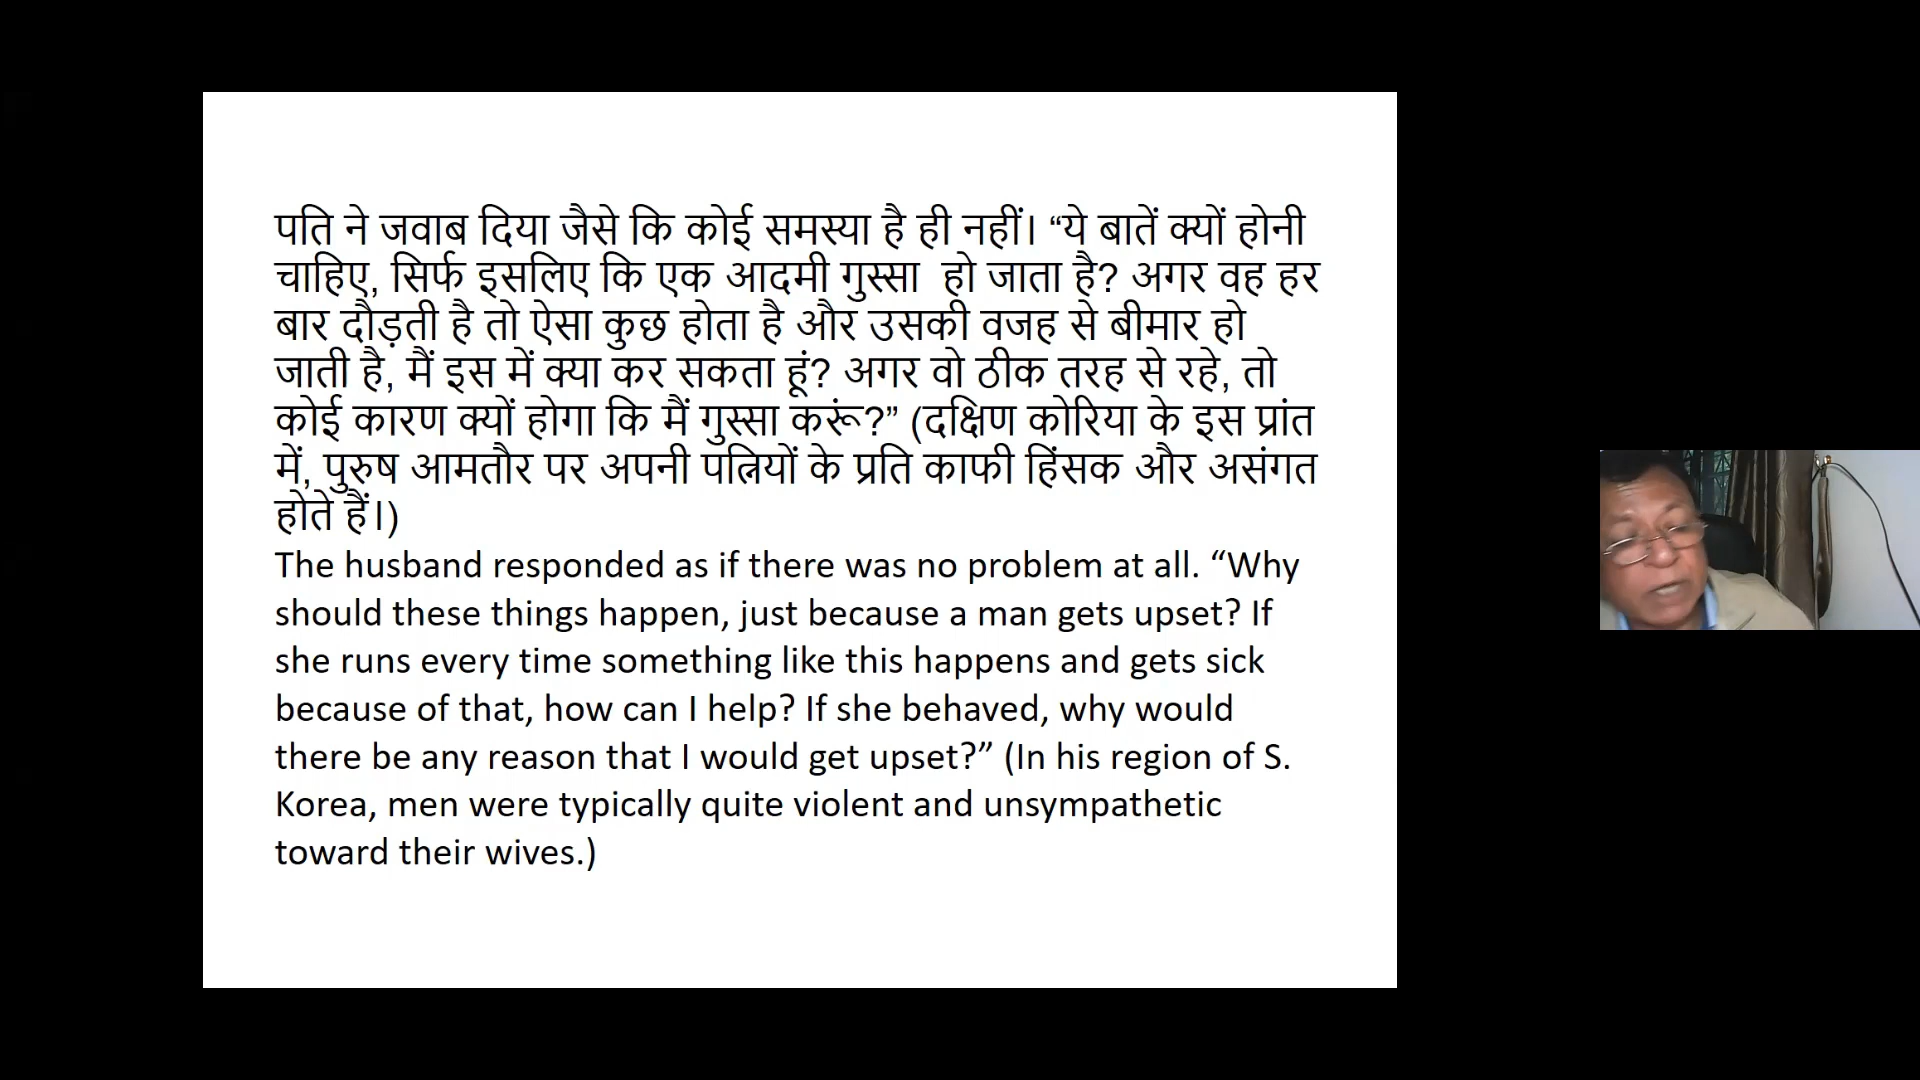 पति ने जवाब दिया जैसे कि कोई समस्या है ही नहीं। “ये बातें क्यों होनी
चाहिए, सिर्फ इसलिए कि एक आदमी गुस्सा  हो जाता है? अगर वह हर
बार दौड़ती है तो ऐसा कुछ होता है और उसकी वजह से बीमार हो
जाती है, मैं इस में क्या कर सकता हूं? अगर वो ठीक तरह से रहे, तो
कोई कारण क्यों होगा कि मैं गुस्सा करूं?” (दक्षिण कोरिया के इस प्रांत
में, पुरुष आमतौर पर अपनी पत्नियों के प्रति काफी हिंसक और असंगत
होते हैं।)
The husband responded as if there was no problem at all. “Why
should these things happen, just because a man gets upset? If
she runs every time something like this happens and gets sick
because of that, how can I help? If she behaved, why would
there be any reason that I would get upset?” (In his region of S.
Korea, men were typically quite violent and unsympathetic
toward their wives.)